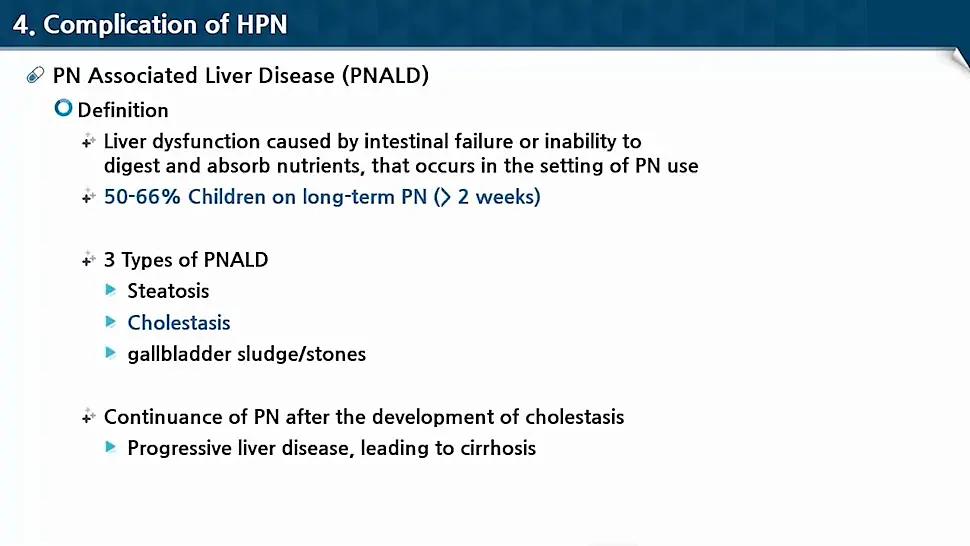 4. Complication of HPN
PN Associated Liver Disease (PNALD)
Definition
Liver dysfunction caused by intestinal failure or inability to
digest and absorb nutrients, that occurs in the setting of PN use
50-66% Children on long-term PN (> 2 weeks)
3 Types of PNALD
Steatosis
Cholestasis
gallbladder sludge/stones
Continuance of PN after the development of cholestasis
Progressive liver disease, leading to cirrhosis